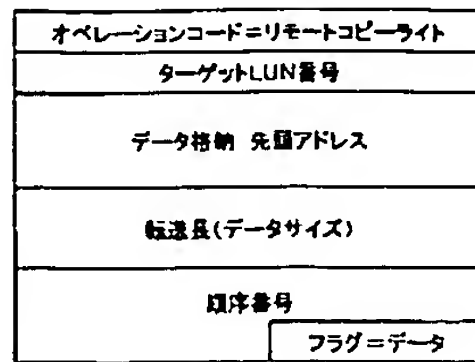 オペレーションコード=リモートコピーライト
ターゲットLUN番号
データ格納 先頭アドレス
転送長(データサイズ)
順序番号
フラグ=データ